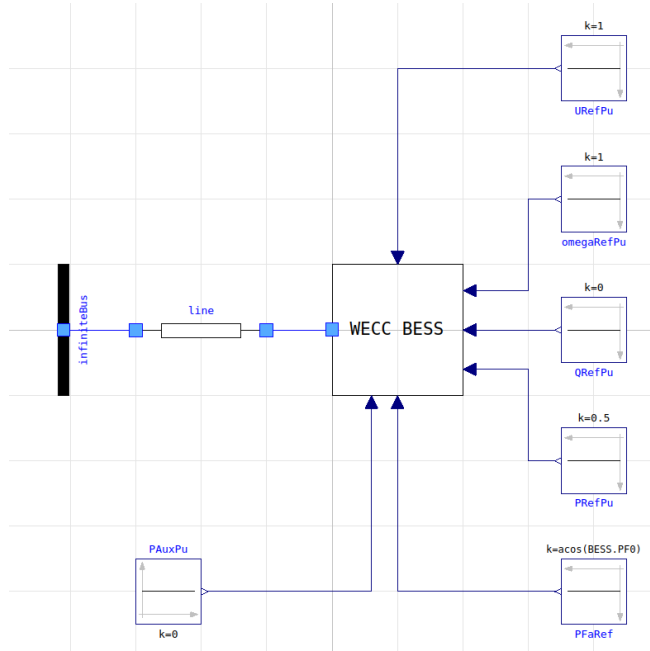 k=1
URefPu
k=1
omegaRefPu
k=0
QRefPu
infiniteBus
line
WECC BESS
k=0.5
PRefPu
PAuxPu
k=0
k=acos(BESS.PF0)
PFaRef